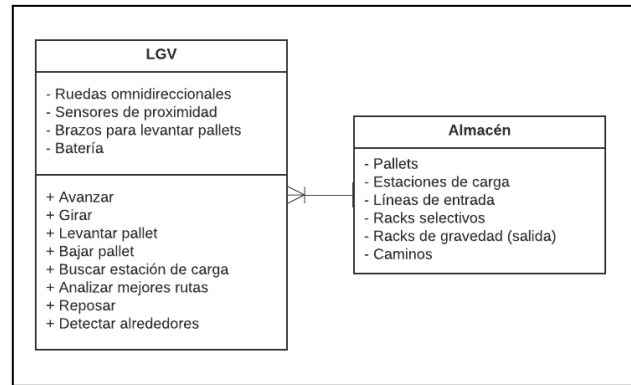 LGV
- Ruedas omnidireccionales
- Sensores de proximidad
- Brazos para levantar pallets
- Batería
+ Avanzar
+ Girar
+ Levantar pallet
+ Bajar pallet
+ Buscar estación de carga
+ Analizar mejores rutas
+ Reposar
+ Detectar alrededores
Almacén
- Pallets
- Estaciones de carga
- Líneas de entrada
- Racks selectivos
- Racks de gravedad (salida)
- Caminos